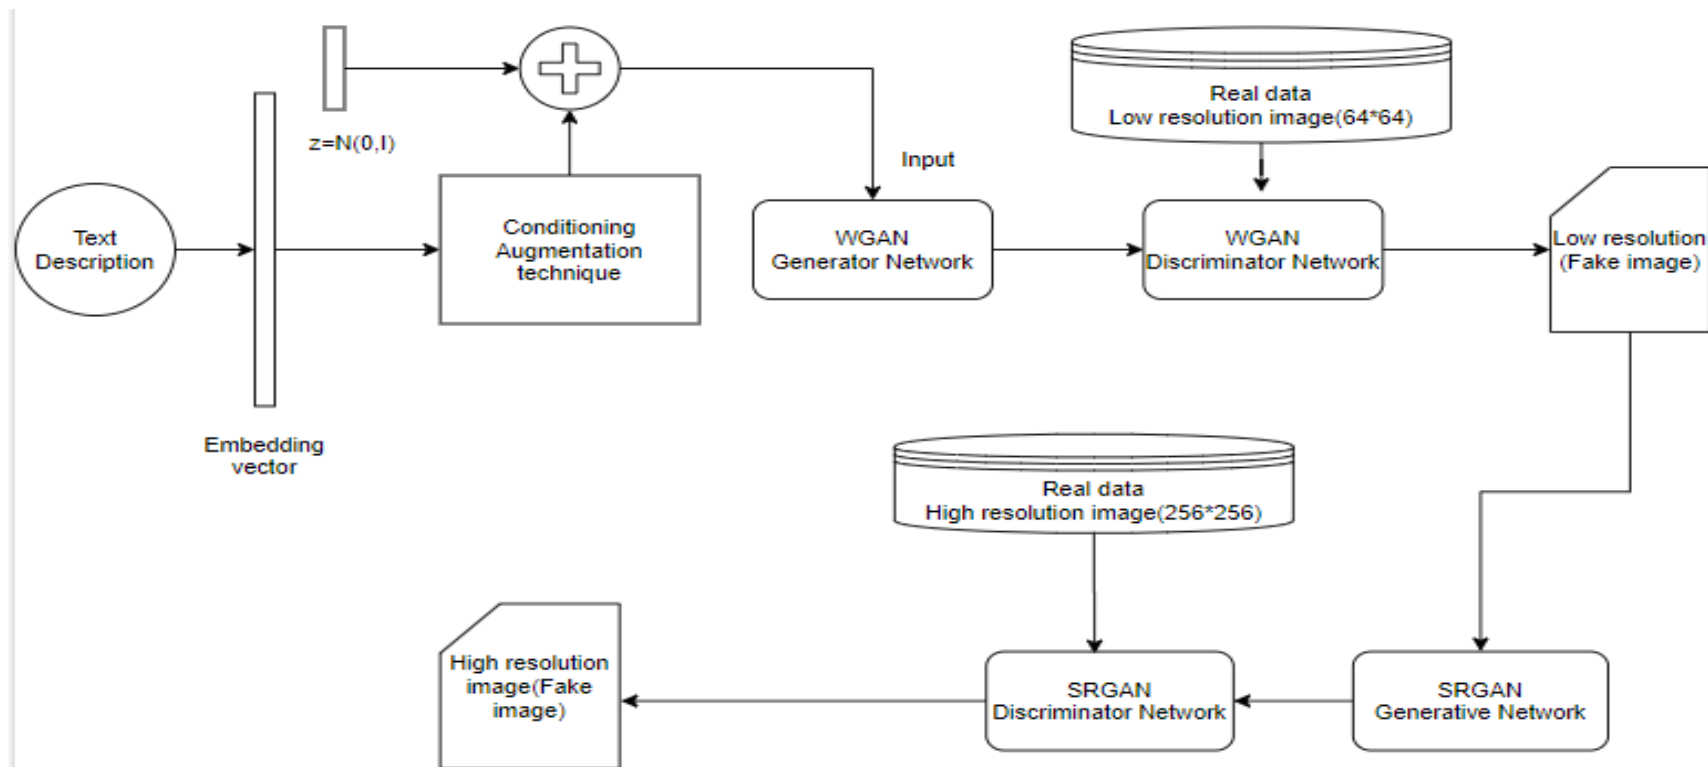 z=N(0,I)
Text
Description
Embedding
vector
Conditioning
Augmentation
technique
Input
WGAN
Generator Network
Real data
Low resolution image(64*64)
WGAN
Discriminator Network
Low resolution
(Fake image)
Real data
High resolution image(256*256)
SRGAN
Generative Network
SRGAN
Discriminator Network
High resolution
image(Fake
image)